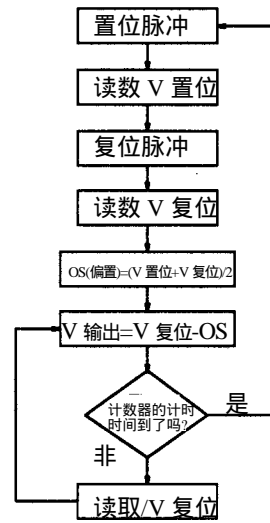 置位脉冲
读数 V 置位
复位脉冲
读数 V 复位
OS(偏置)=(V 置位+V 复位)/2
V 输出=V 复位-OS
计数器的计时
时间到了吗?
是
非
读取/V 复位